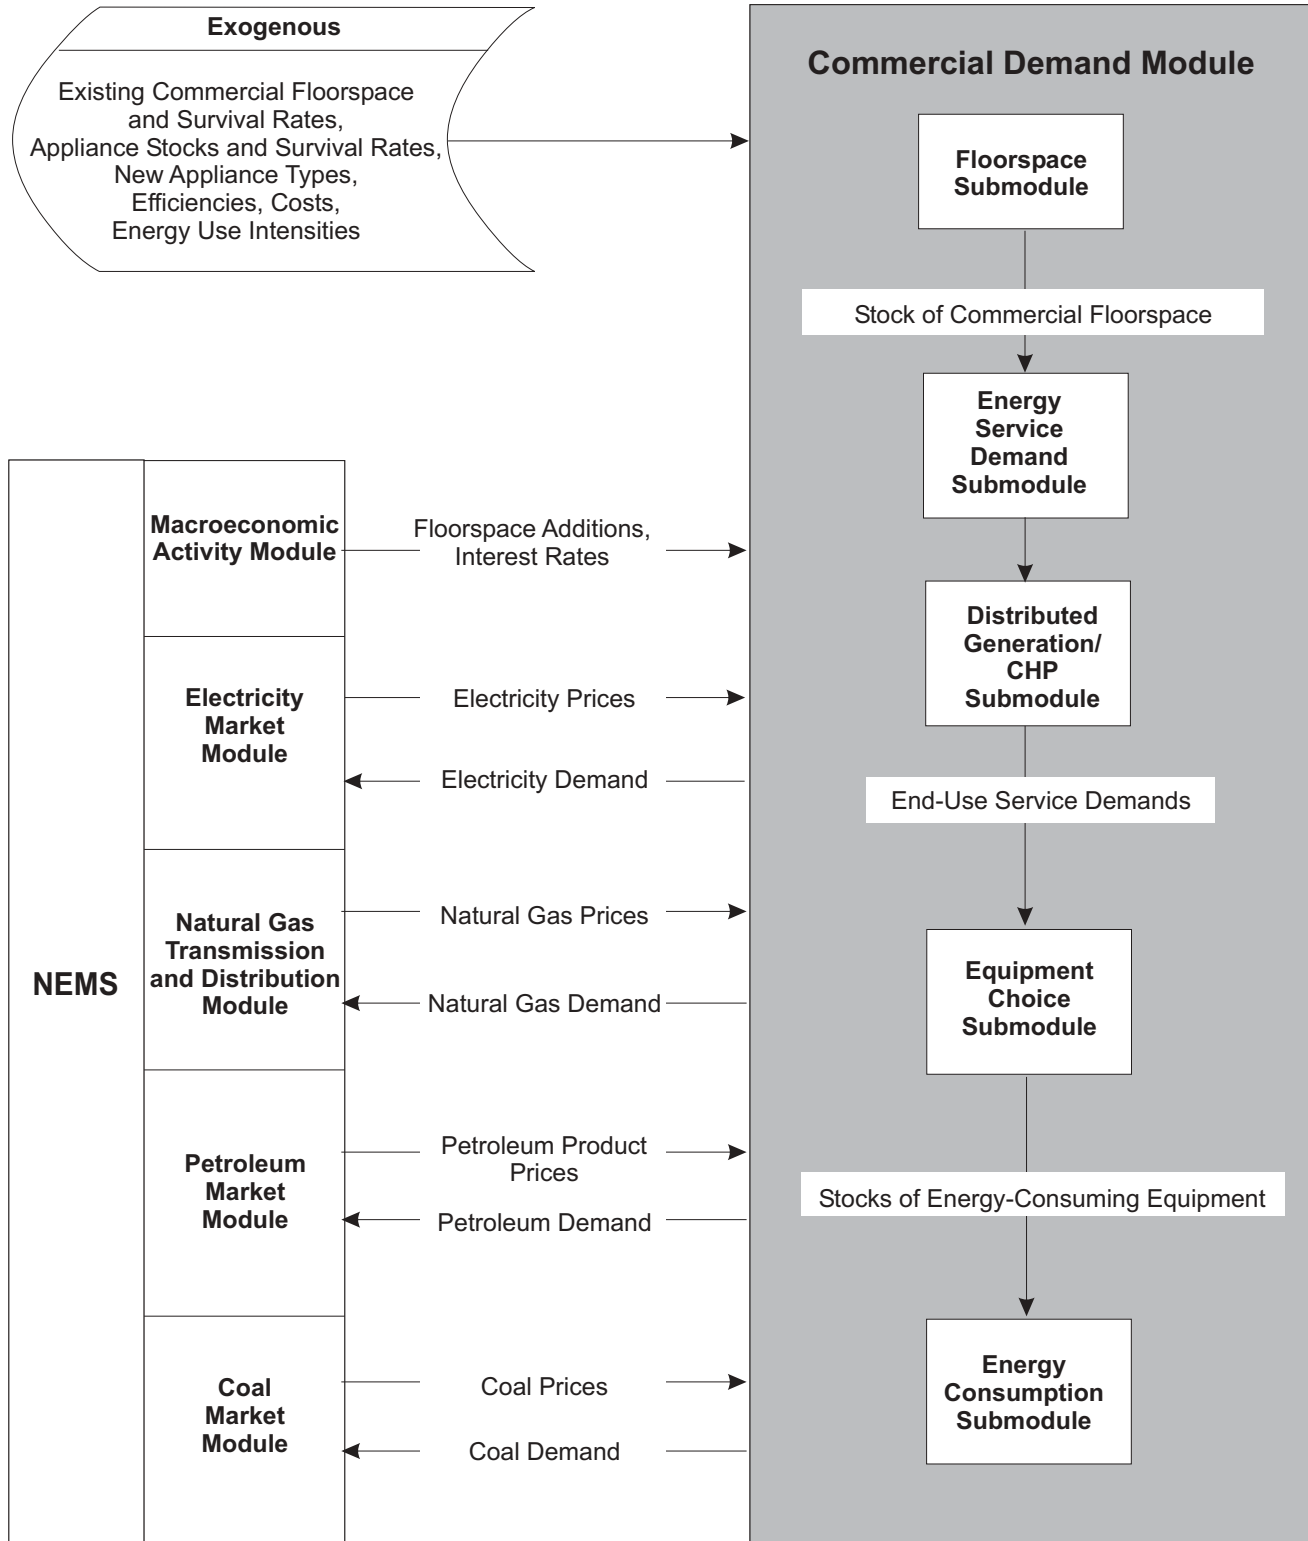 Exogenous
Existing Commercial Floorspace
and Survival Rates,
Appliance Stocks and Survival Rates,
New Appliance Types,
Efficiencies, Costs,
Energy Use Intensities
Commercial Demand Module
Floorspace
Submodule
Stock of Commercial Floorspace
Energy
Service
Demand
Submodule
Distributed
Generation/
CHP
Submodule
End-Use Service Demands
Equipment
Choice
Submodule
Stocks of Energy-Consuming Equipment
Energy
Consumption
Submodule
NEMS
Macroeconomic
Activity Module
Floorspace Additions,
Interest Rates
Electricity
Market
Module
Electricity Prices
Electricity Demand
Natural Gas
Transmission
and Distribution
Module
Natural Gas Prices
Natural Gas Demand
Petroleum
Market
Module
Petroleum Product
Prices
Petroleum Demand
Coal
Market
Module
Coal Prices
Coal Demand